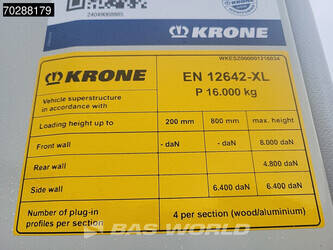 70288179
24049068885
KRONE
WKESZ000001216034
KRONE
EN 12642-XL
P 16.000 kg
Vehicle superstructure
in accordance with
Loading height up to 200 mm 800 mm max. height
Front wall - daN - daN 8.000 daN
Rear wall 4.800 daN
Side wall 6.400 daN 6.400 daN
Number of plug-in
profiles per section
4 per section (wood/aluminium)
BAS WORLD